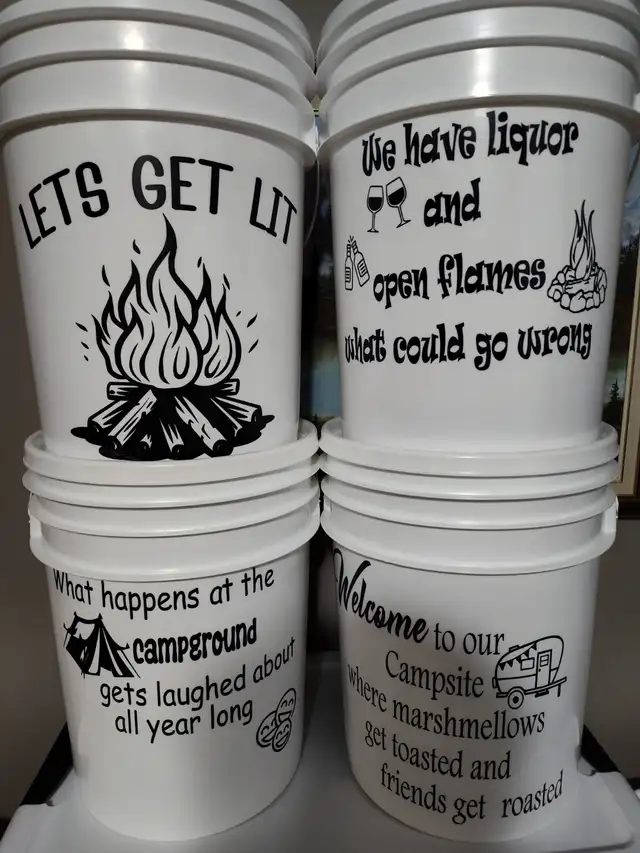 LETS GET LIT
We have liquor
and
open flames
what could go wrong
What happens at the
campground
gets laughed about
all year long
Welcome to our
Campsite
where marshmellows
get toasted and
friends get roasted